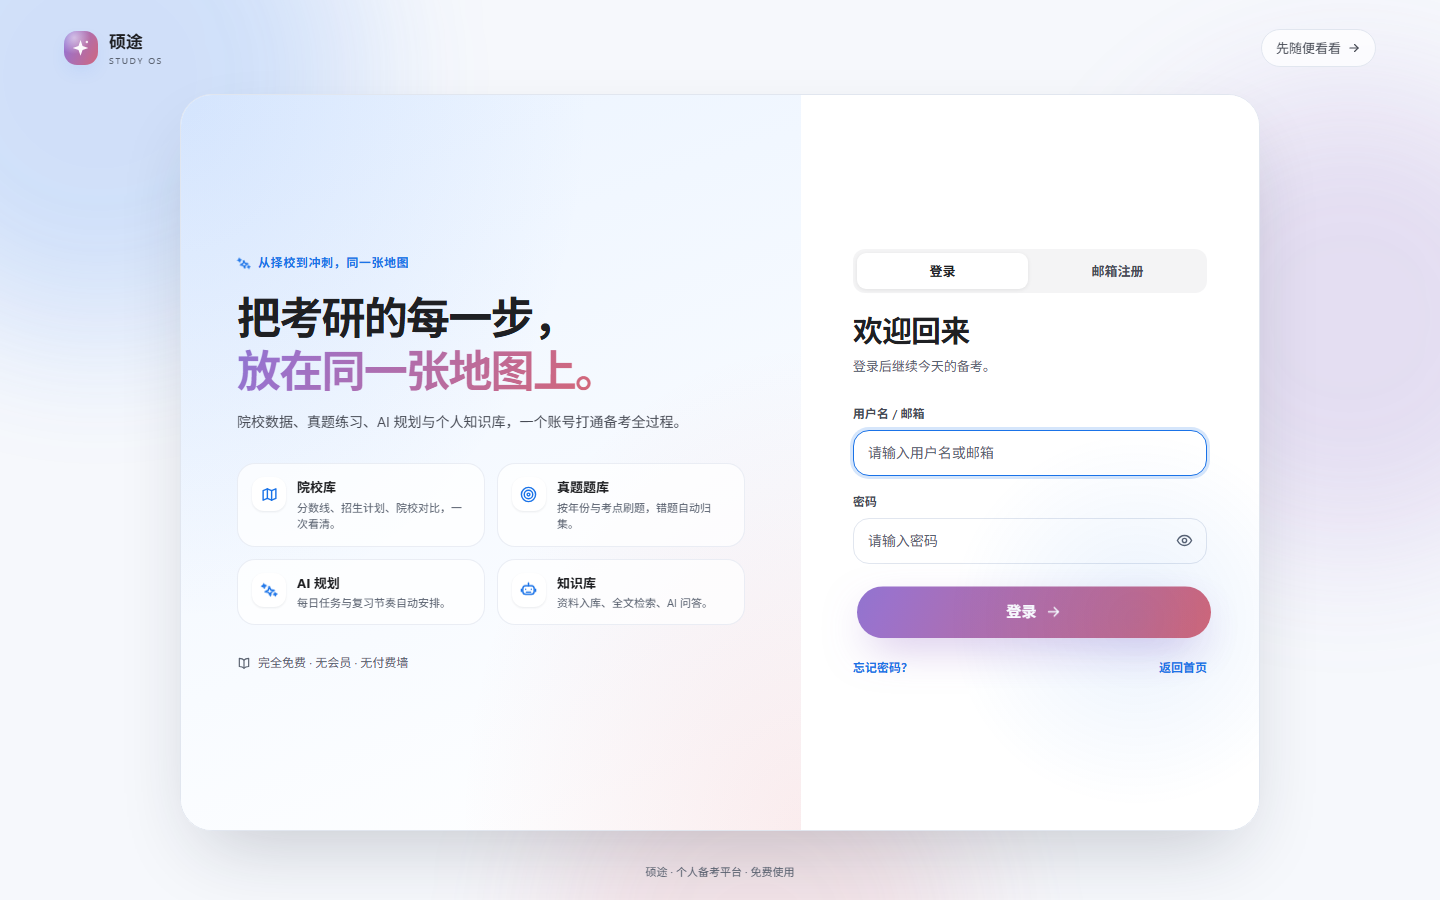 硕途
STUDY OS
先随便看看
从择校到冲刺，同一张地图
把考研的每一步，
放在同一张地图上。
院校数据、真题练习、AI 规划与个人知识库，一个账号打通备考全过程。
院校库
分数线、招生计划、院校对比，一
次看清。
真题题库
按年份与考点刷题，错题自动归
集。
AI 规划
每日任务与复习节奏自动安排。
知识库
资料入库、全文检索、AI 问答。
完全免费 · 无会员 · 无付费墙
登录
邮箱注册
欢迎回来
登录后继续今天的备考。
用户名 / 邮箱
请输入用户名或邮箱
密码
请输入密码
登录
忘记密码？
返回首页
硕途 · 个人备考平台 · 免费使用